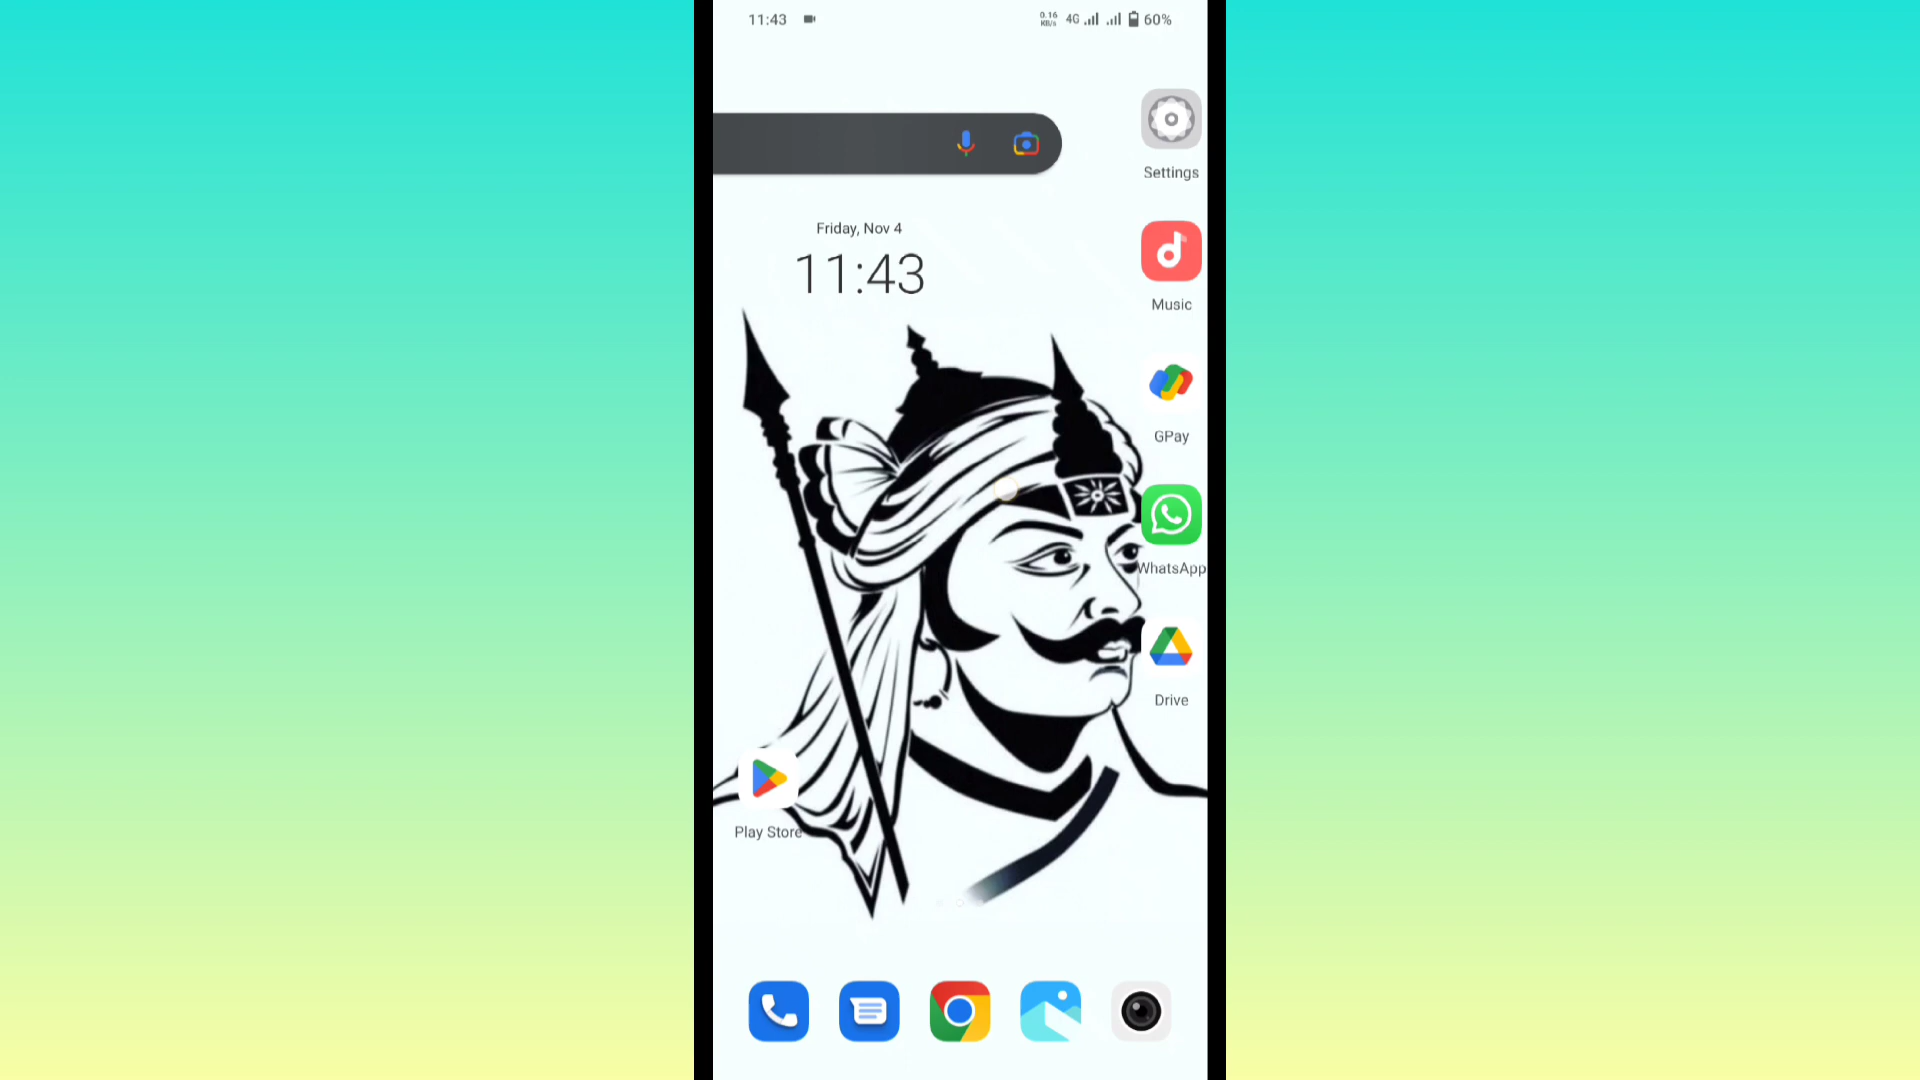 11:43
0.16
KB/s
4G
60%
Settings
Friday, Nov 4
11:43
Music
GPay
WhatsApp
Drive
Play Store